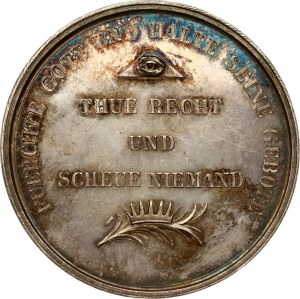 FUERCHTE GOTT UND HALTE SEINE GEBOTE
THUE RECHT
UND
SCHEUE NIEMAND